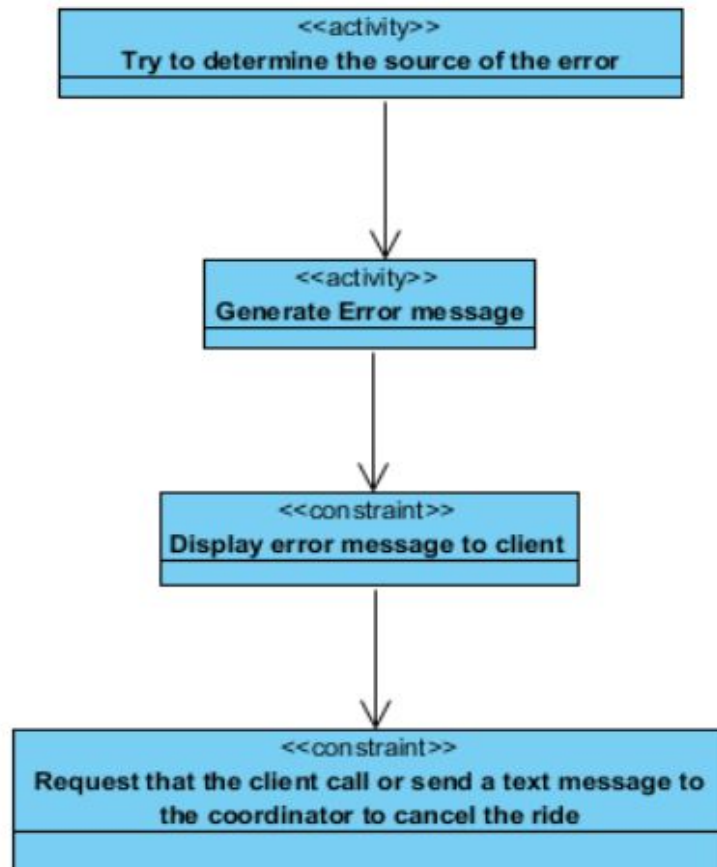 <<activity>>
Try to determine the source of the error
<<activity>>
Generate Error message
<<constraint>>
Display error message to client
<<constraint>>
Request that the client call or send a text message to
the coordinator to cancel the ride